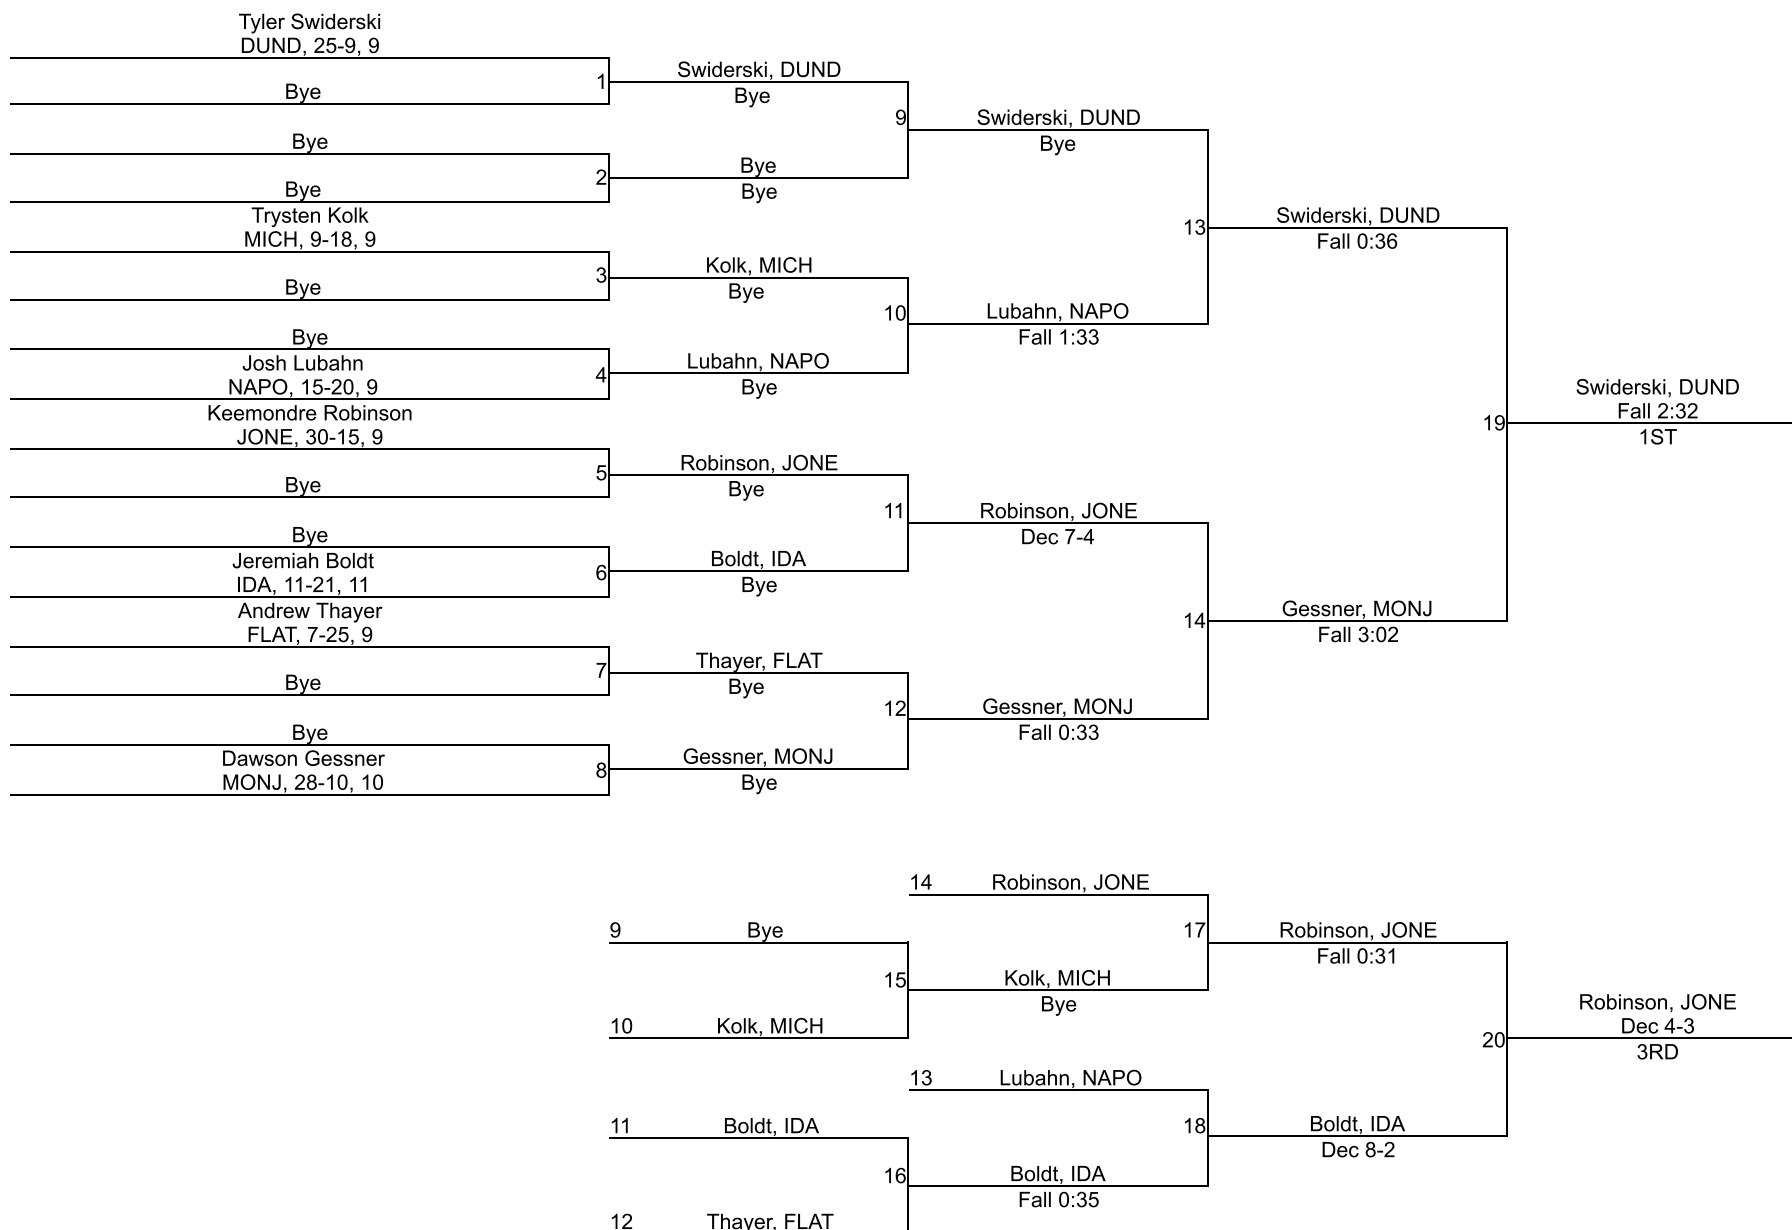 Tyler Swiderski
DUND, 25-9, 9
1
Swiderski, DUND
Bye
Bye
9
Swiderski, DUND
Bye
Bye
Bye
2
Bye
Bye
Bye
Trysten Kolk
MICH, 9-18, 9
13
Swiderski, DUND
Fall 0:36
3
Kolk, MICH
Bye
Bye
10
Lubahn, NAPO
Fall 1:33
Bye
Josh Lubahn
NAPO, 15-20, 9
4
Lubahn, NAPO
Bye
Keemondre Robinson
JONE, 30-15, 9
19
Swiderski, DUND
Fall 2:32
1ST
5
Robinson, JONE
Bye
Bye
11
Robinson, JONE
Dec 7-4
Bye
Jeremiah Boldt
IDA, 11-21, 11
6
Boldt, IDA
Bye
Andrew Thayer
FLAT, 7-25, 9
14
Gessner, MONJ
Fall 3:02
7
Thayer, FLAT
Bye
Bye
12
Gessner, MONJ
Fall 0:33
Bye
Dawson Gessner
MONJ, 28-10, 10
8
Gessner, MONJ
Bye
14
Robinson, JONE
9
Bye
17
Robinson, JONE
Fall 0:31
15
Kolk, MICH
Bye
10
Kolk, MICH
20
Robinson, JONE
Dec 4-3
3RD
13
Lubahn, NAPO
11
Boldt, IDA
18
Boldt, IDA
Dec 8-2
16
Boldt, IDA
Fall 0:35
12
Thayer, FLAT